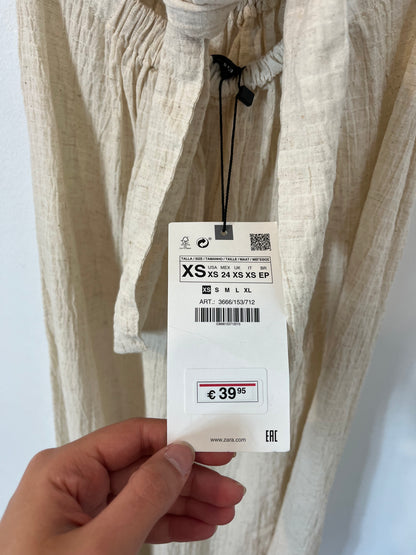 TALLA / SIZE / TAMANHO / TAILLE / MAAT / MEỊ
XS
USA MEX UK IT BR
XS 24 XS XS EP
XS S M L XL
ART.: 3666/153/712
€ 39 95
www.zara.com
EAC